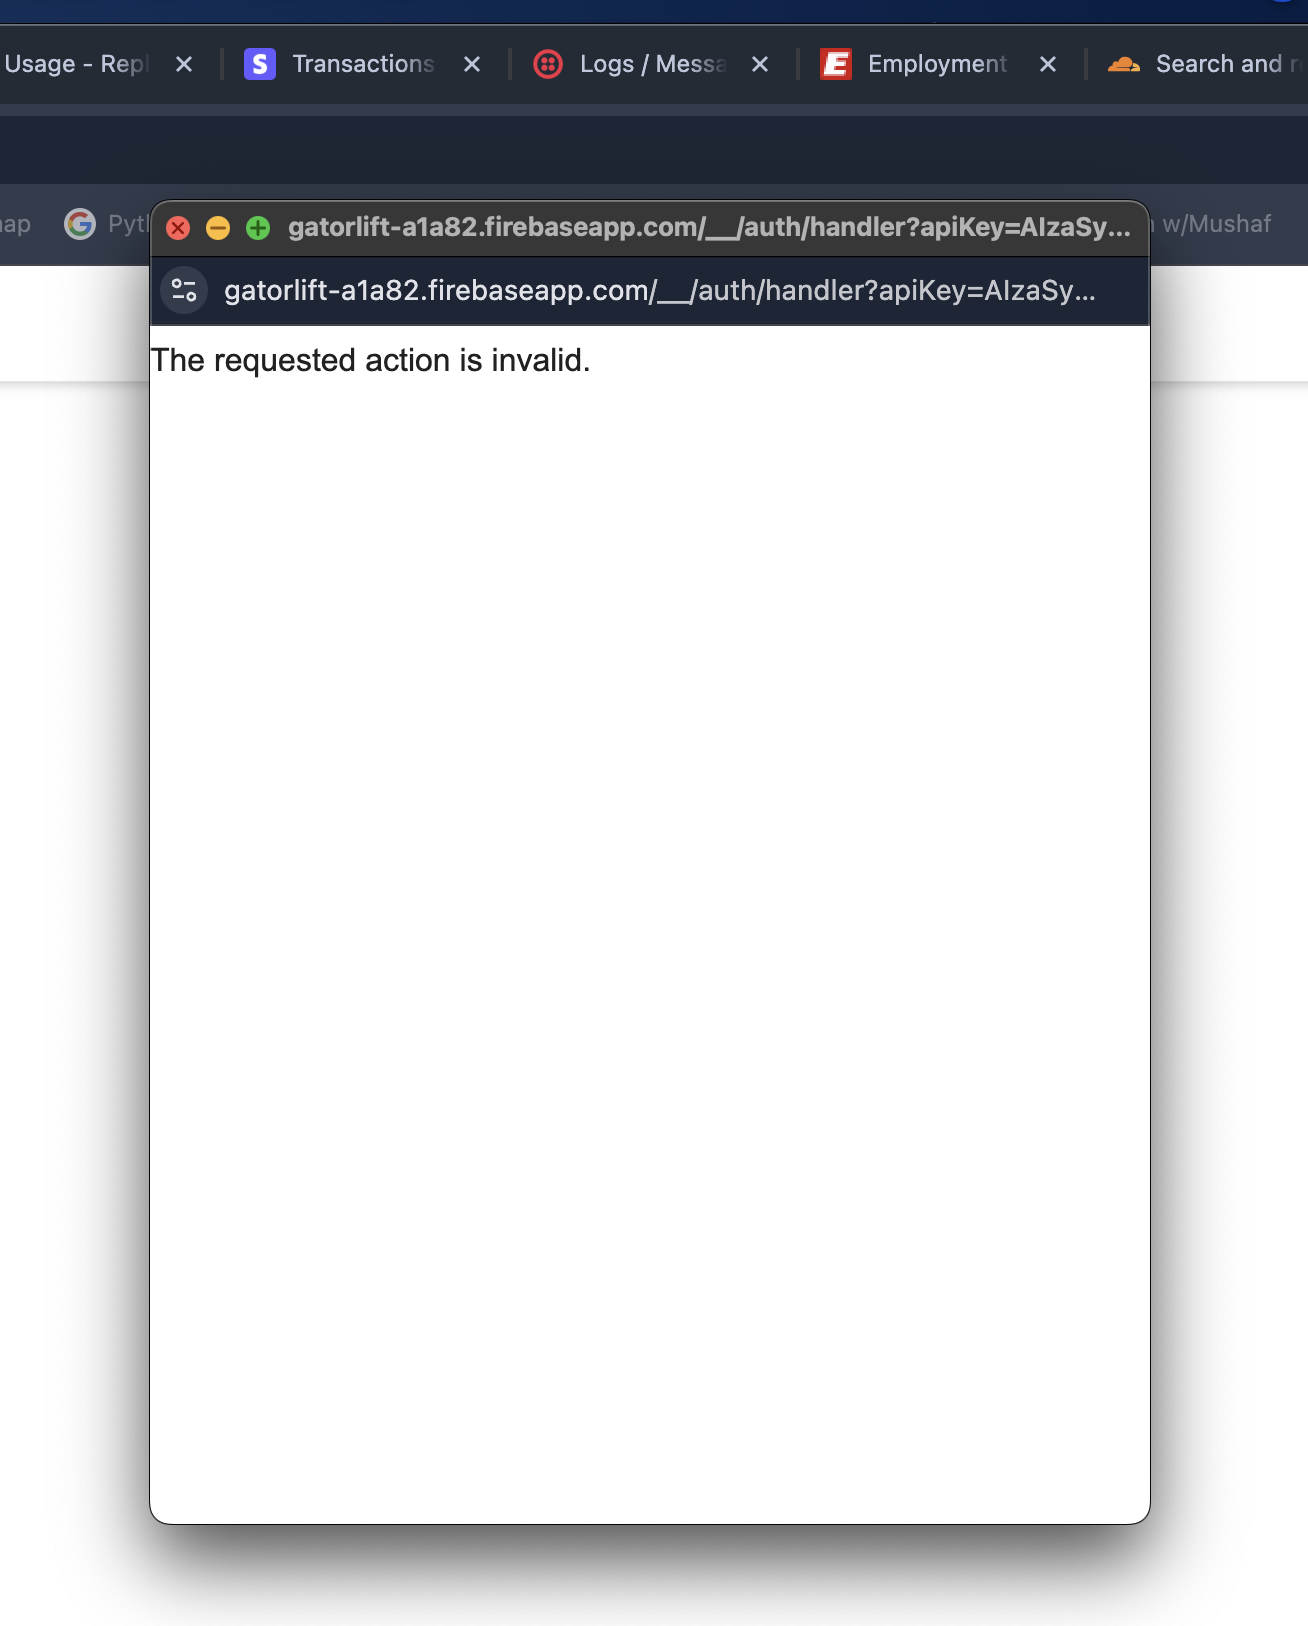 Usage - Repl
Transactions
Logs / Messa
Employment
Search and r
ap
Pyt
w/Mushaf
gatorlift-a1a82.firebaseapp.com/__/auth/handler?apiKey=AIzaSy...
gatorlift-a1a82.firebaseapp.com/__/auth/handler?apiKey=AIzaSy...
The requested action is invalid.